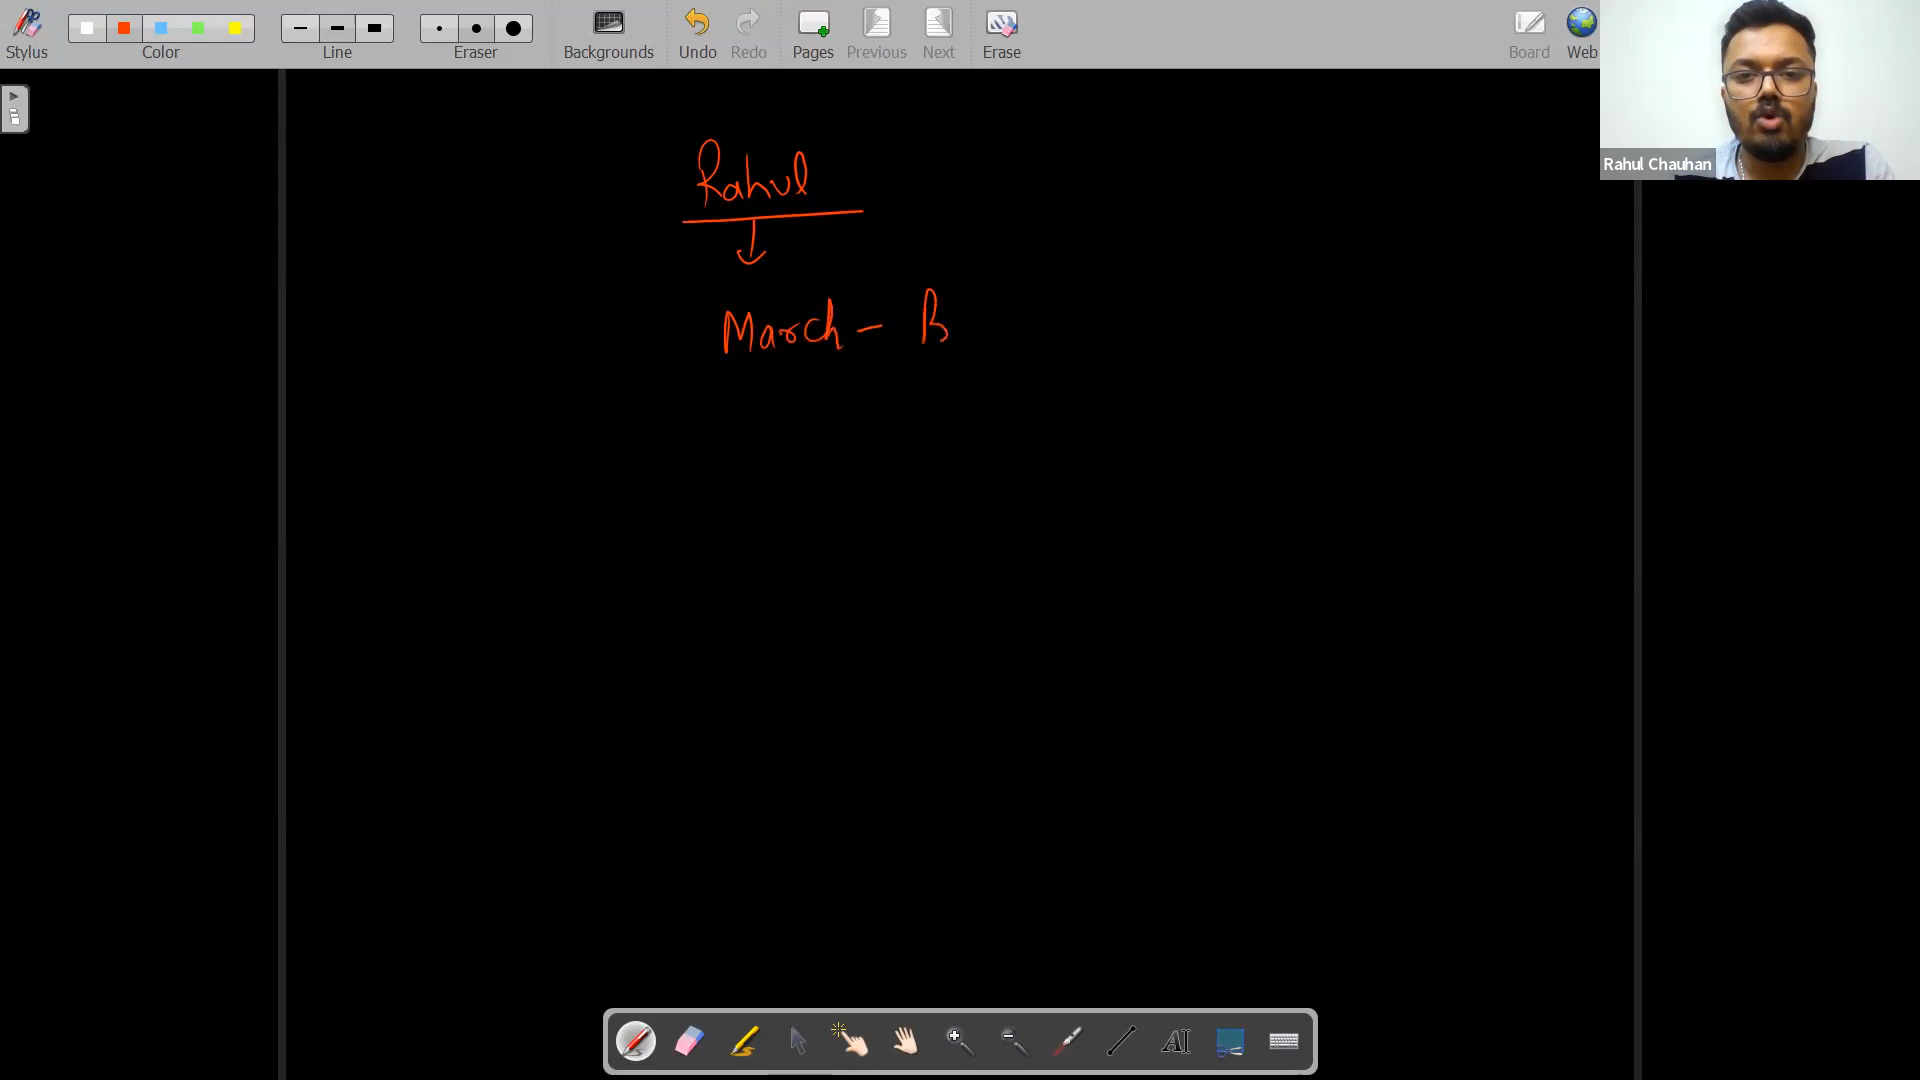 Stylus Color Line Eraser Backgrounds Undo Redo Pages Previous Next Erase Board Web
Rahul Chauhan
Rahul
March - B